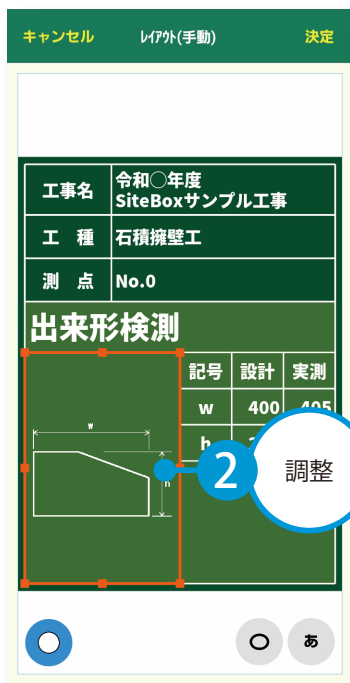 キャンセル ﾚｲｱｳﾄ(手動) 決定
工事名 令和○年度
SiteBoxサンプル工事
工 種 石積擁壁工
測 点 No.0
出来形検測
記号 設計 実測
w 400 405
h
w
h
2 調整
あ